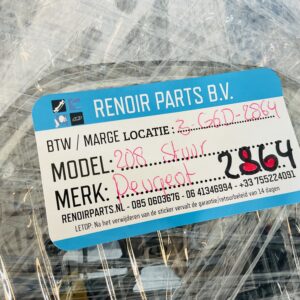 RENOIR PARTS B.V.
BTW / MARGE LOCATIE: 3-G6D-2864
MODEL: 208 Stuur
MERK: Peugeot 2864
RENOIRPARTS.NL - 085 0603676 - 06 41346994 - +33 755224091
LETOP: Na het verwijderen van de sticker vervalt de garantie/retourbeleid van 14 dagen